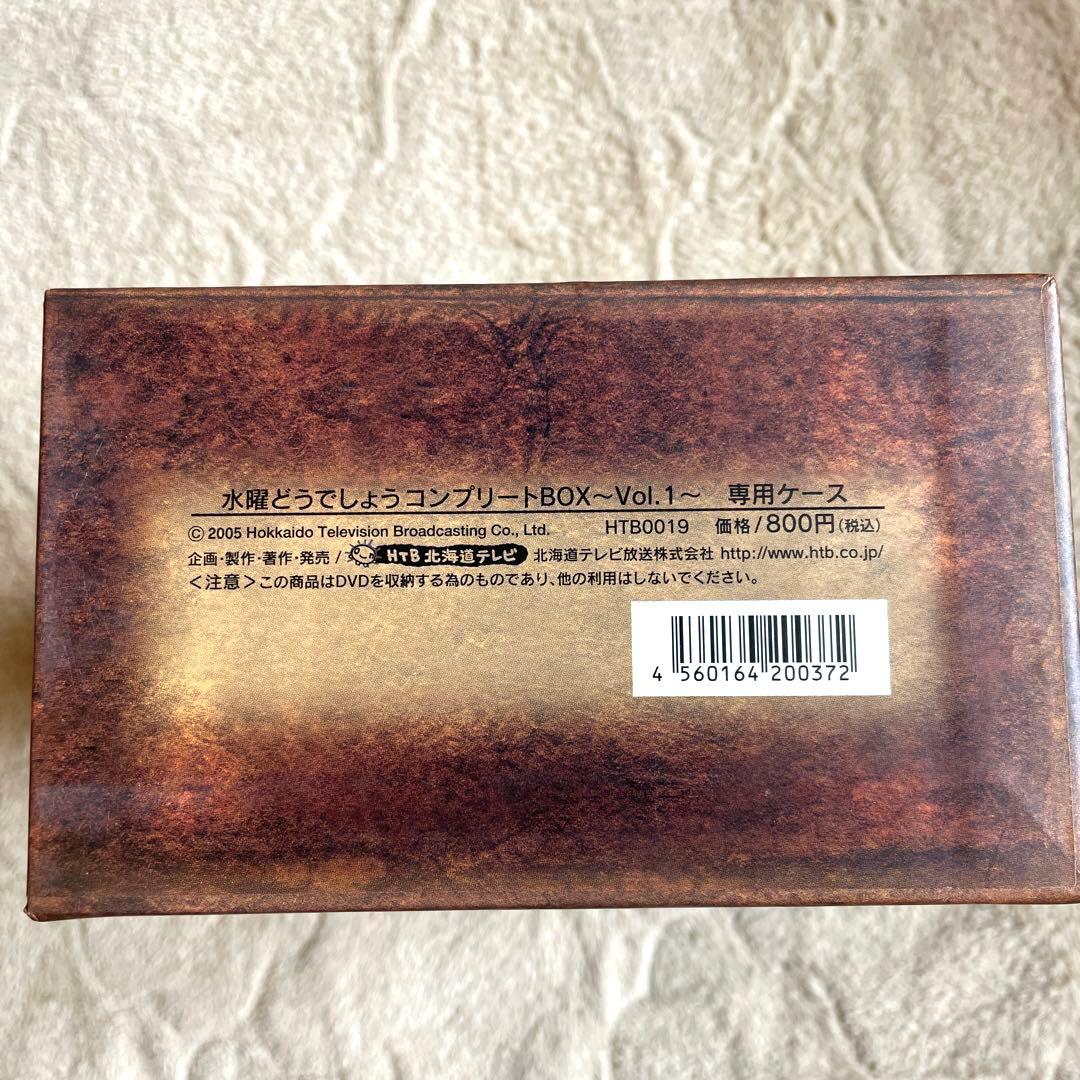 水曜どうでしょうコンプリートBOX～Vol.1～　専用ケース
© 2005 Hokkaido Television Broadcasting Co., Ltd.　HTB0019　価格/800円(税込)
企画・製作・著作・発売 / HTB 北海道テレビ 北海道テレビ放送株式会社 http://www.htb.co.jp/
＜注意＞この商品はDVDを収納する為のものであり、他の利用はしないでください。
4 560164 200372